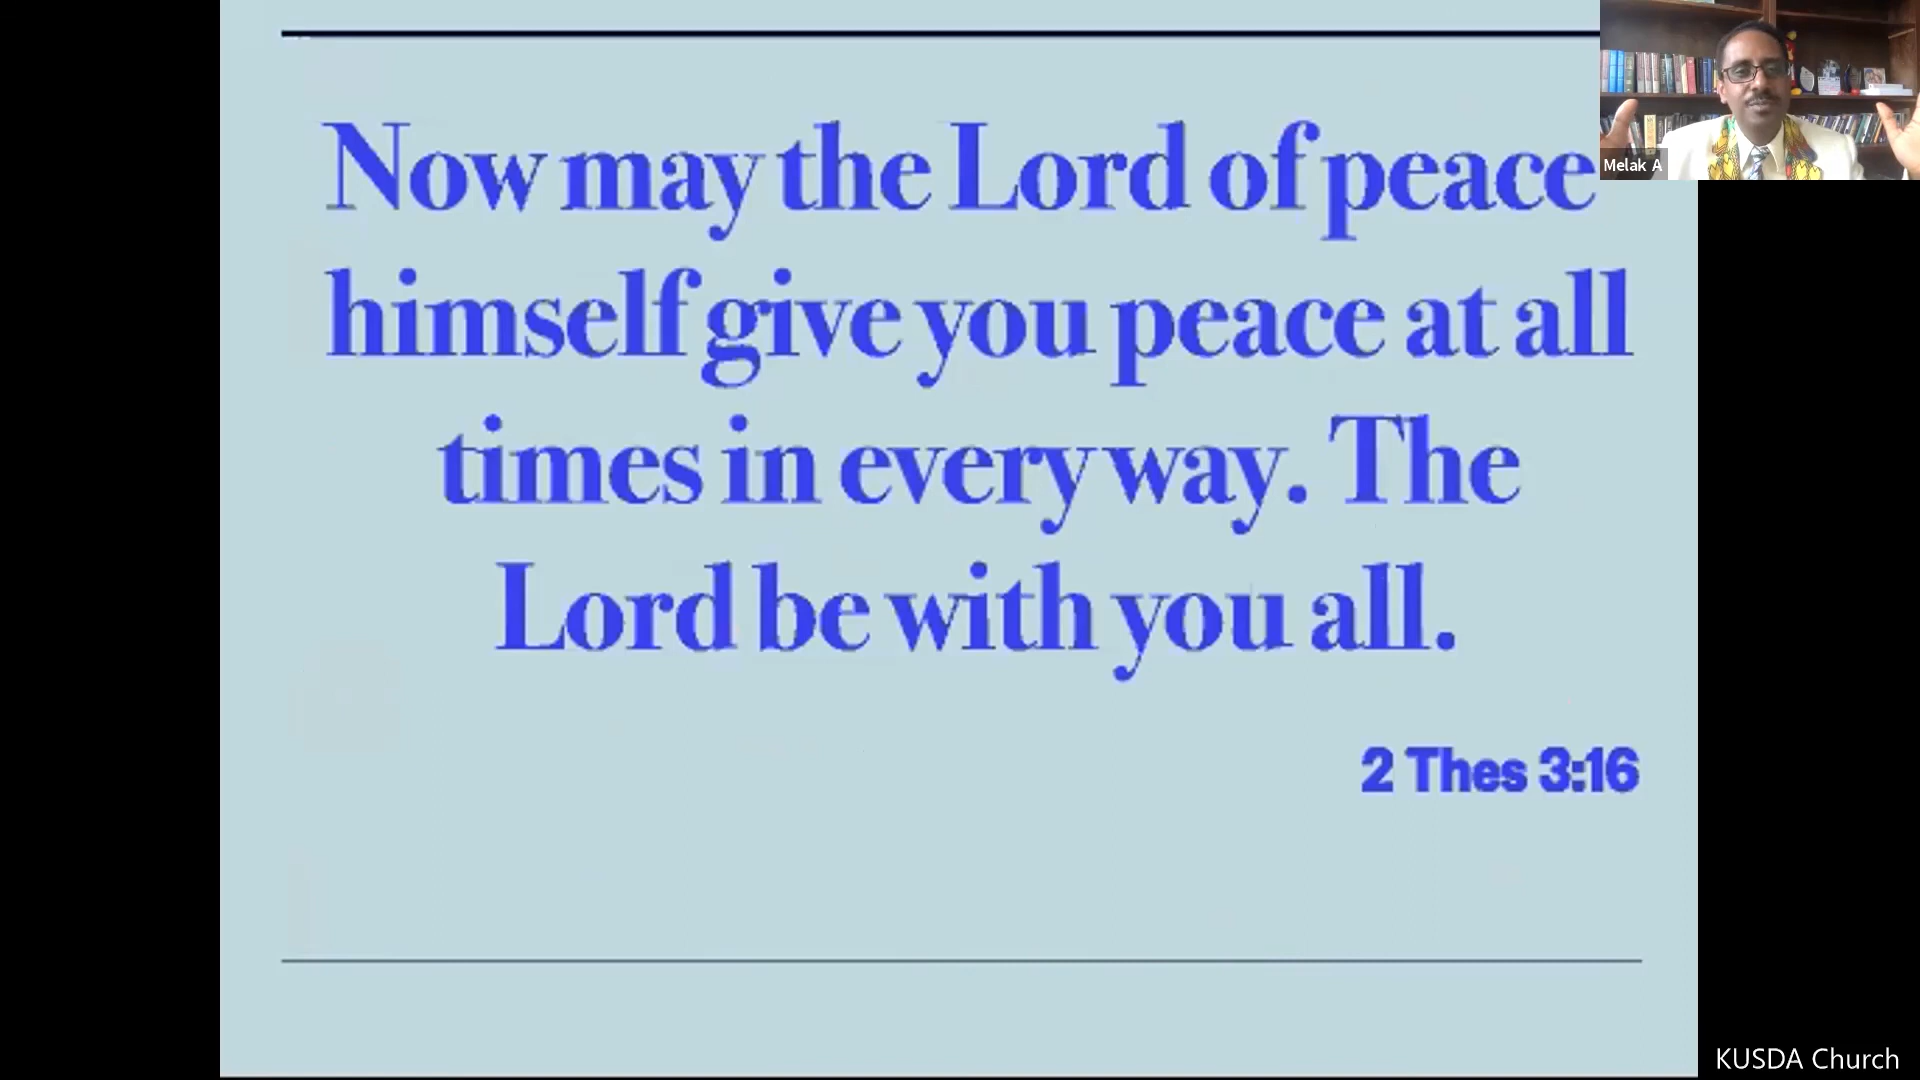 Now may the Lord of peace
himself give you peace at all
times in every way. The
Lord be with you all.
2 Thes 3:16
Melak A
KUSDA Church